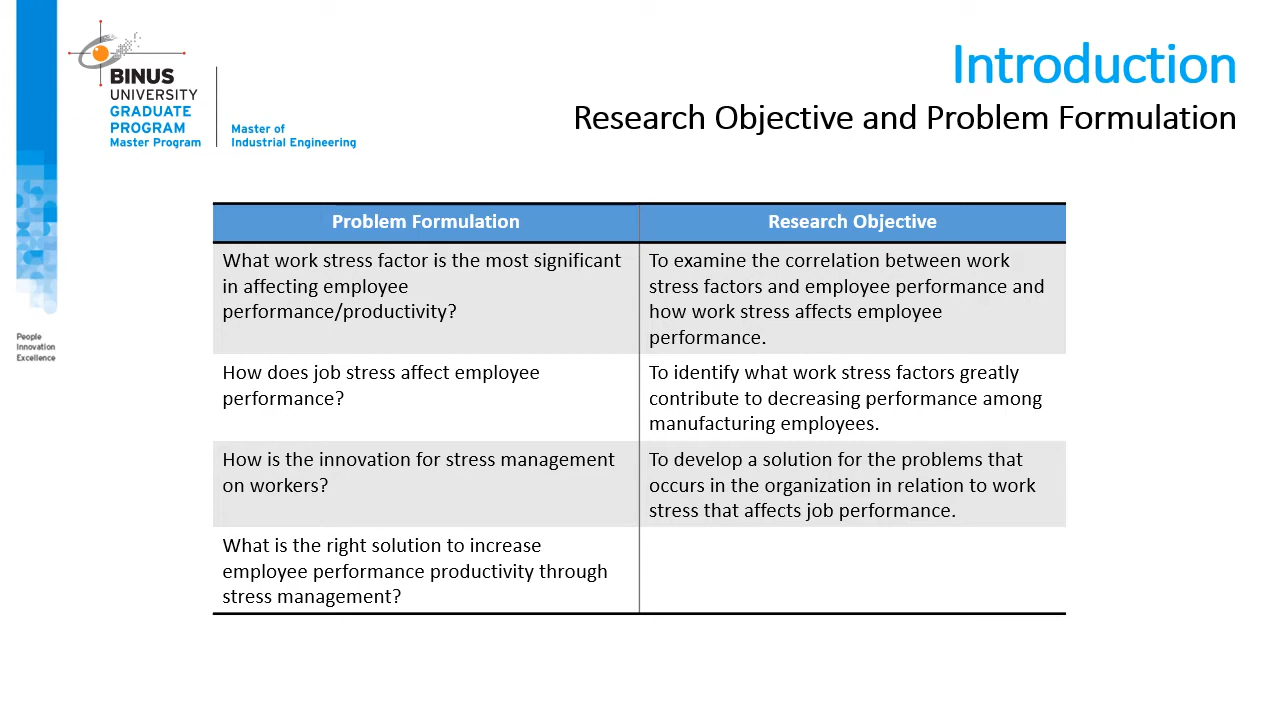 BINUS
UNIVERSITY
GRADUATE
PROGRAM
Master Program
Master of
Industrial Engineering
People
Innovation
Excellence
Introduction
Research Objective and Problem Formulation
Problem Formulation
Research Objective
What work stress factor is the most significant
in affecting employee
performance/productivity?
To examine the correlation between work
stress factors and employee performance and
how work stress affects employee
performance.
How does job stress affect employee
performance?
To identify what work stress factors greatly
contribute to decreasing performance among
manufacturing employees.
How is the innovation for stress management
on workers?
To develop a solution for the problems that
occurs in the organization in relation to work
stress that affects job performance.
What is the right solution to increase
employee performance productivity through
stress management?